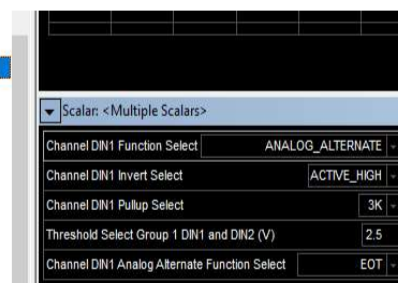 Scalar: <Multiple Scalars>
Channel DIN1 Function Select ANALOG_ALTERNATE
Channel DIN1 Invert Select ACTIVE_HIGH
Channel DIN1 Pullup Select 3K
Threshold Select Group 1 DIN1 and DIN2 (V) 2.5
Channel DIN1 Analog Alternate Function Select EOT